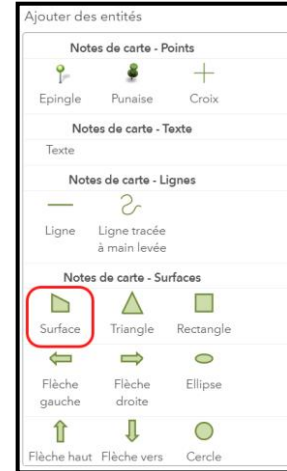 Ajouter des entités
Notes de carte - Points
Epingle Punaise Croix
Notes de carte - Texte
Texte
Notes de carte - Lignes
Ligne Ligne tracée
à main levée
Notes de carte - Surfaces
Surface Triangle Rectangle
Flèche Flèche Ellipse
gauche droite
Flèche haut Flèche vers Cercle